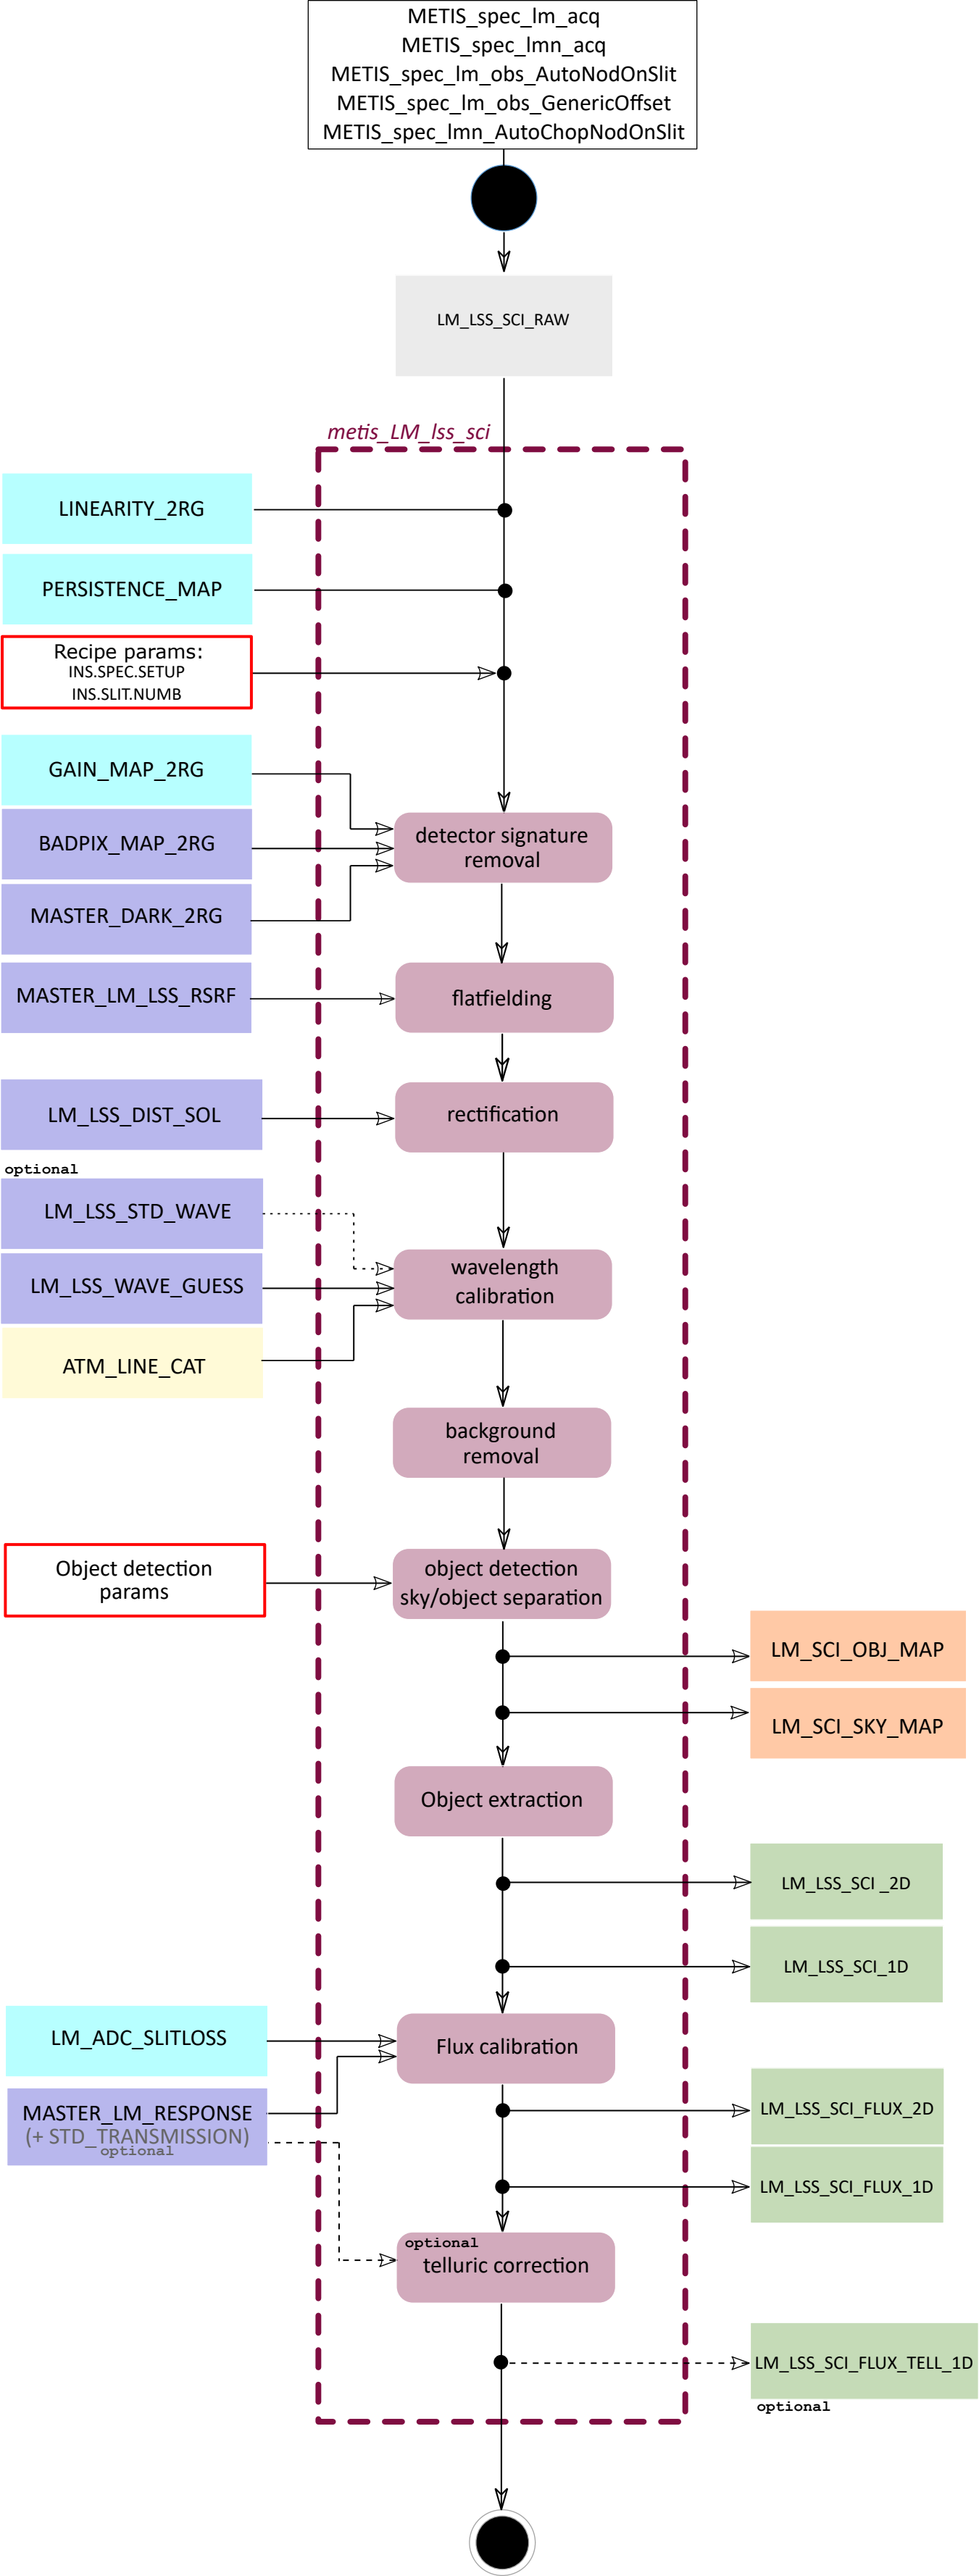 METIS_spec_lm_acq
METIS_spec_lmn_acq
METIS_spec_lm_obs_AutoNodOnSlit
METIS_spec_lm_obs_GenericOffset
METIS_spec_lmn_AutoChopNodOnSlit
LM_LSS_SCI_RAW
metis_LM_lss_sci
LINEARITY_2RG
PERSISTENCE_MAP
Recipe params:
INS.SPEC.SETUP
INS.SLIT.NUMB
GAIN_MAP_2RG
BADPIX_MAP_2RG
MASTER_DARK_2RG
detector signature
removal
MASTER_LM_LSS_RSRF
flatfielding
LM_LSS_DIST_SOL
rectification
optional
LM_LSS_STD_WAVE
LM_LSS_WAVE_GUESS
ATM_LINE_CAT
wavelength
calibration
background
removal
Object detection
params
object detection
sky/object separation
LM_SCI_OBJ_MAP
LM_SCI_SKY_MAP
Object extraction
LM_LSS_SCI _2D
LM_LSS_SCI_1D
LM_ADC_SLITLOSS
Flux calibration
MASTER_LM_RESPONSE
(+ STD_TRANSMISSION)
optional
LM_LSS_SCI_FLUX_2D
LM_LSS_SCI_FLUX_1D
optional
telluric correction
LM_LSS_SCI_FLUX_TELL_1D
optional